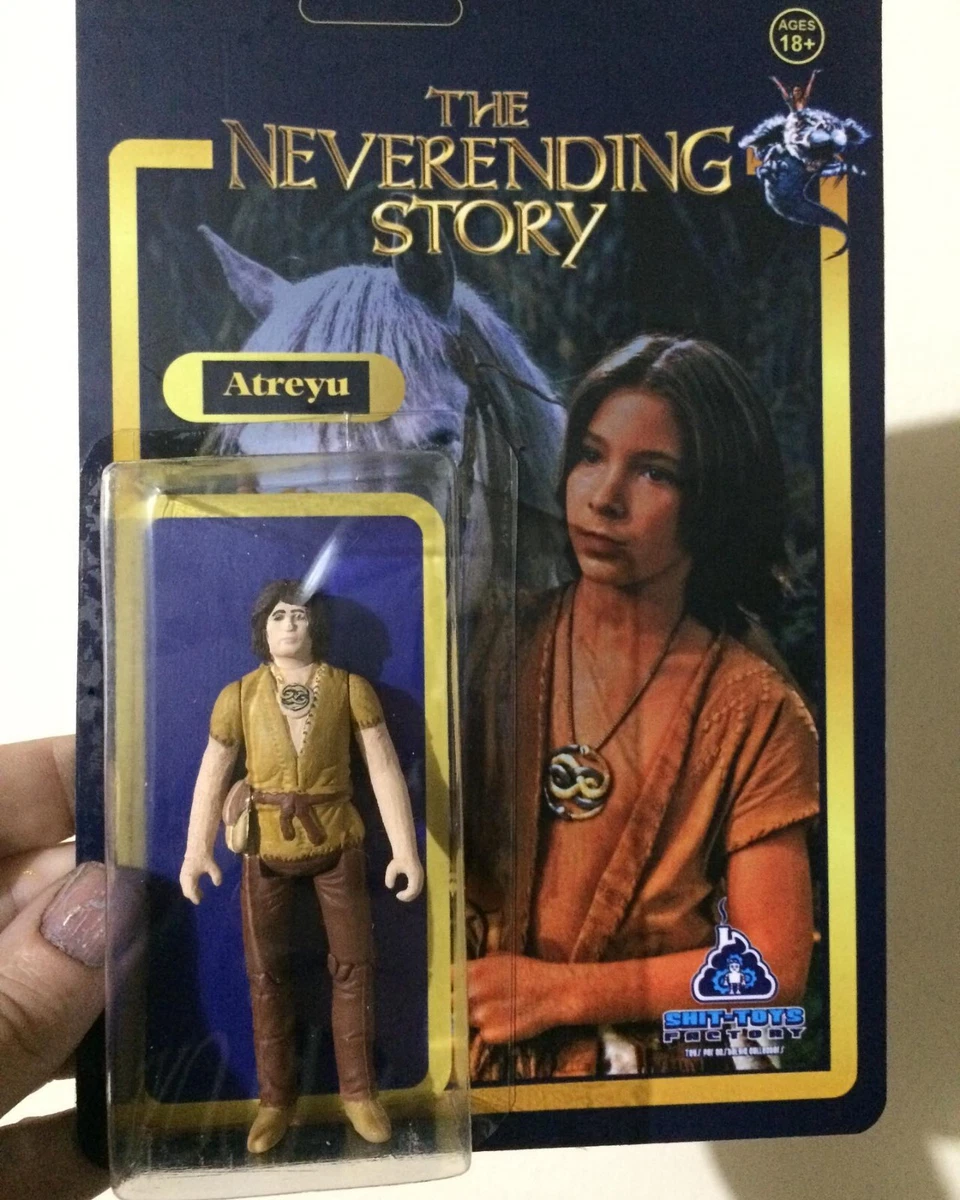 AGES
18+
THE
NEVERENDING
STORY
Atreyu
SHIT-TOYS
FACTORY